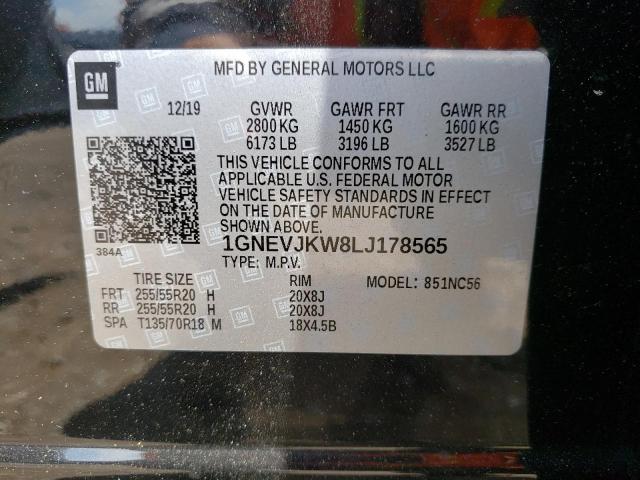 GM
MFD BY GENERAL MOTORS LLC
12/19 GVWR GAWR FRT GAWR RR
2800 KG 1450 KG 1600 KG
6173 LB 3196 LB 3527 LB
THIS VEHICLE CONFORMS TO ALL
APPLICABLE U.S. FEDERAL MOTOR
VEHICLE SAFETY STANDARDS IN EFFECT
ON THE DATE OF MANUFACTURE
SHOWN ABOVE.
384A
1GNEVJKW8LJ178565
TYPE: M.P.V.
TIRE SIZE RIM MODEL: 851NC56
FRT 255/55R20 H 20X8J
RR 255/55R20 H 20X8J
SPA T135/70R18 M 18X4.5B